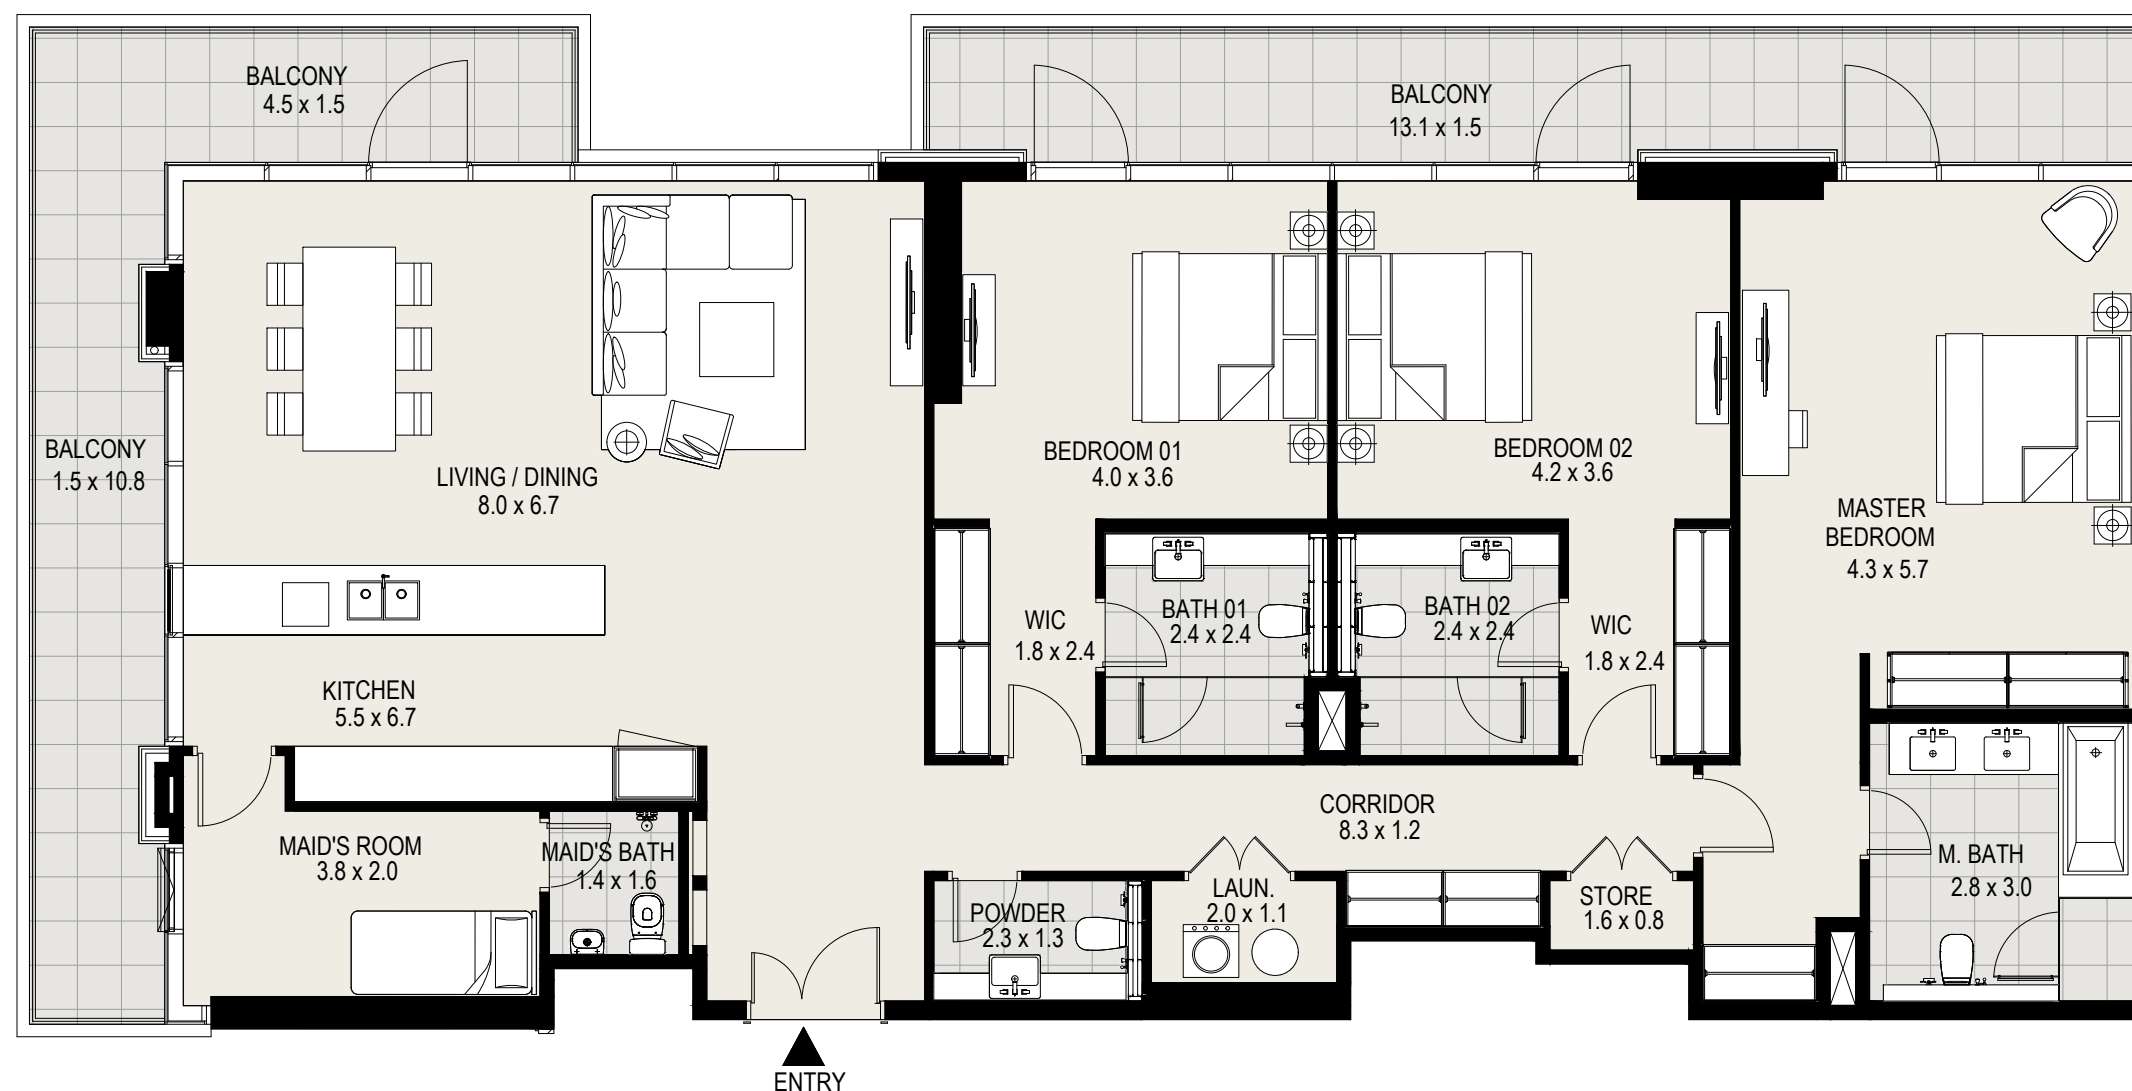 BALCONY
4.5 x 1.5
BALCONY
13.1 x 1.5
BALCONY
1.5 x 10.8
LIVING / DINING
8.0 x 6.7
BEDROOM 01
4.0 x 3.6
BEDROOM 02
4.2 x 3.6
MASTER
BEDROOM
4.3 x 5.7
WIC
1.8 x 2.4
BATH 01
2.4 x 2.4
BATH 02
2.4 x 2.4
WIC
1.8 x 2.4
KITCHEN
5.5 x 6.7
CORRIDOR
8.3 x 1.2
MAID'S ROOM
3.8 x 2.0
MAID'S BATH
1.4 x 1.6
POWDER
2.3 x 1.3
LAUN.
2.0 x 1.1
STORE
1.6 x 0.8
M. BATH
2.8 x 3.0
ENTRY